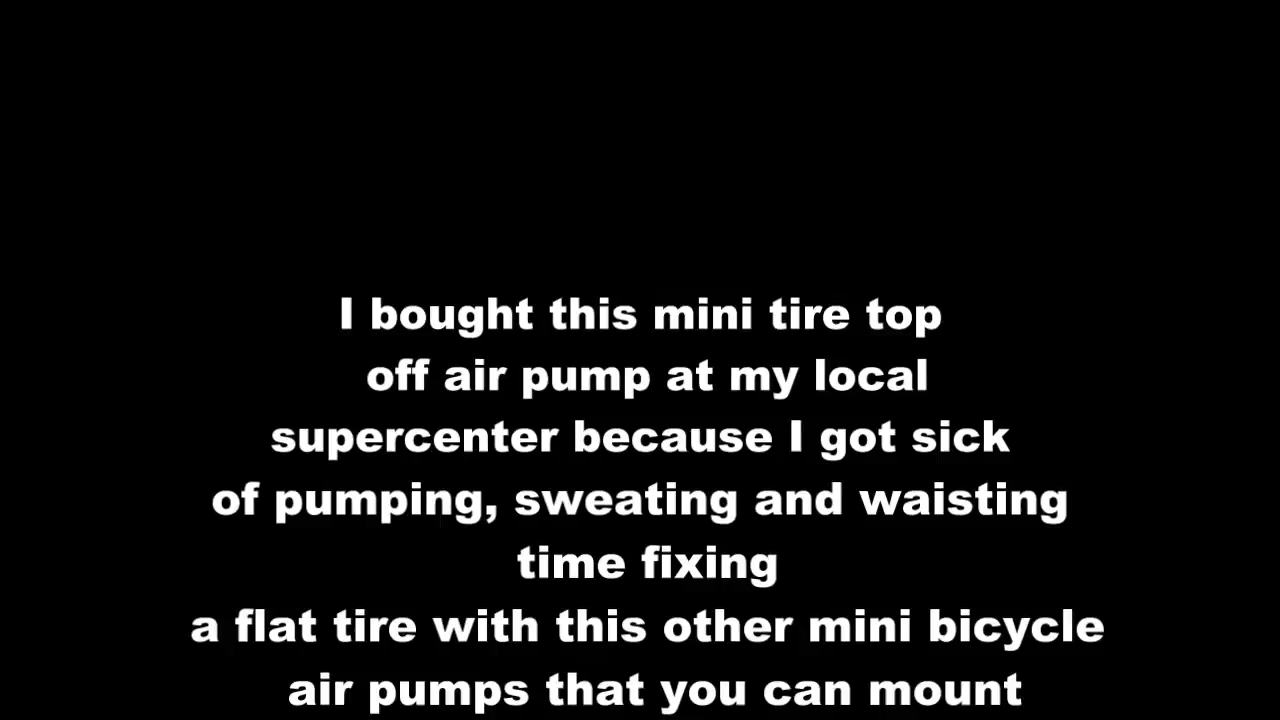 I bought this mini tire top
off air pump at my local
supercenter because I got sick
of pumping, sweating and waisting
time fixing
a flat tire with this other mini bicycle
air pumps that you can mount